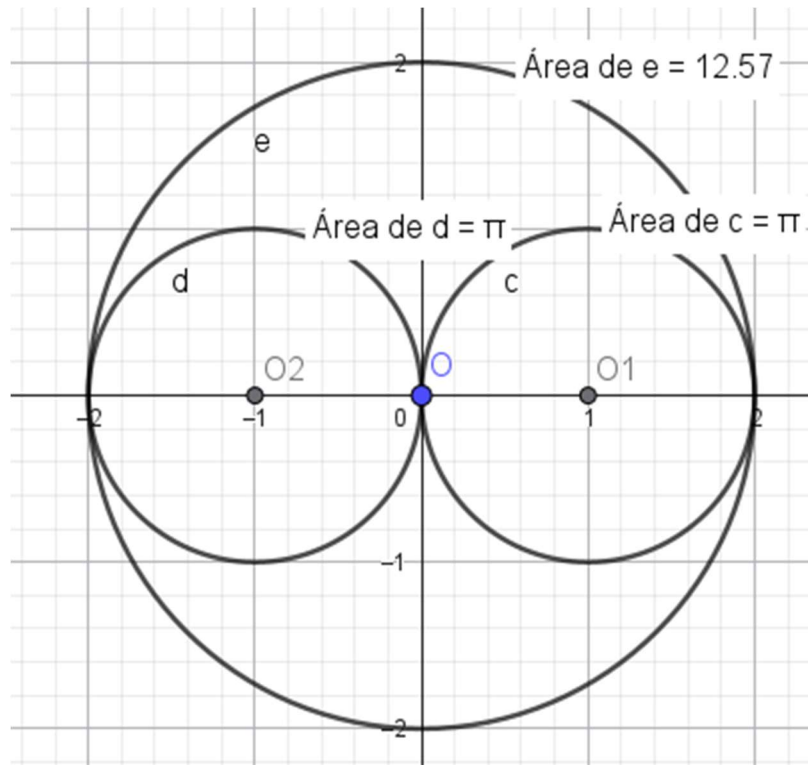 2
Área de e = 12.57
e
Área de d = π
Área de c = π
d
c
O2
O
O1
–2
–1
0
1
2
–1
–2